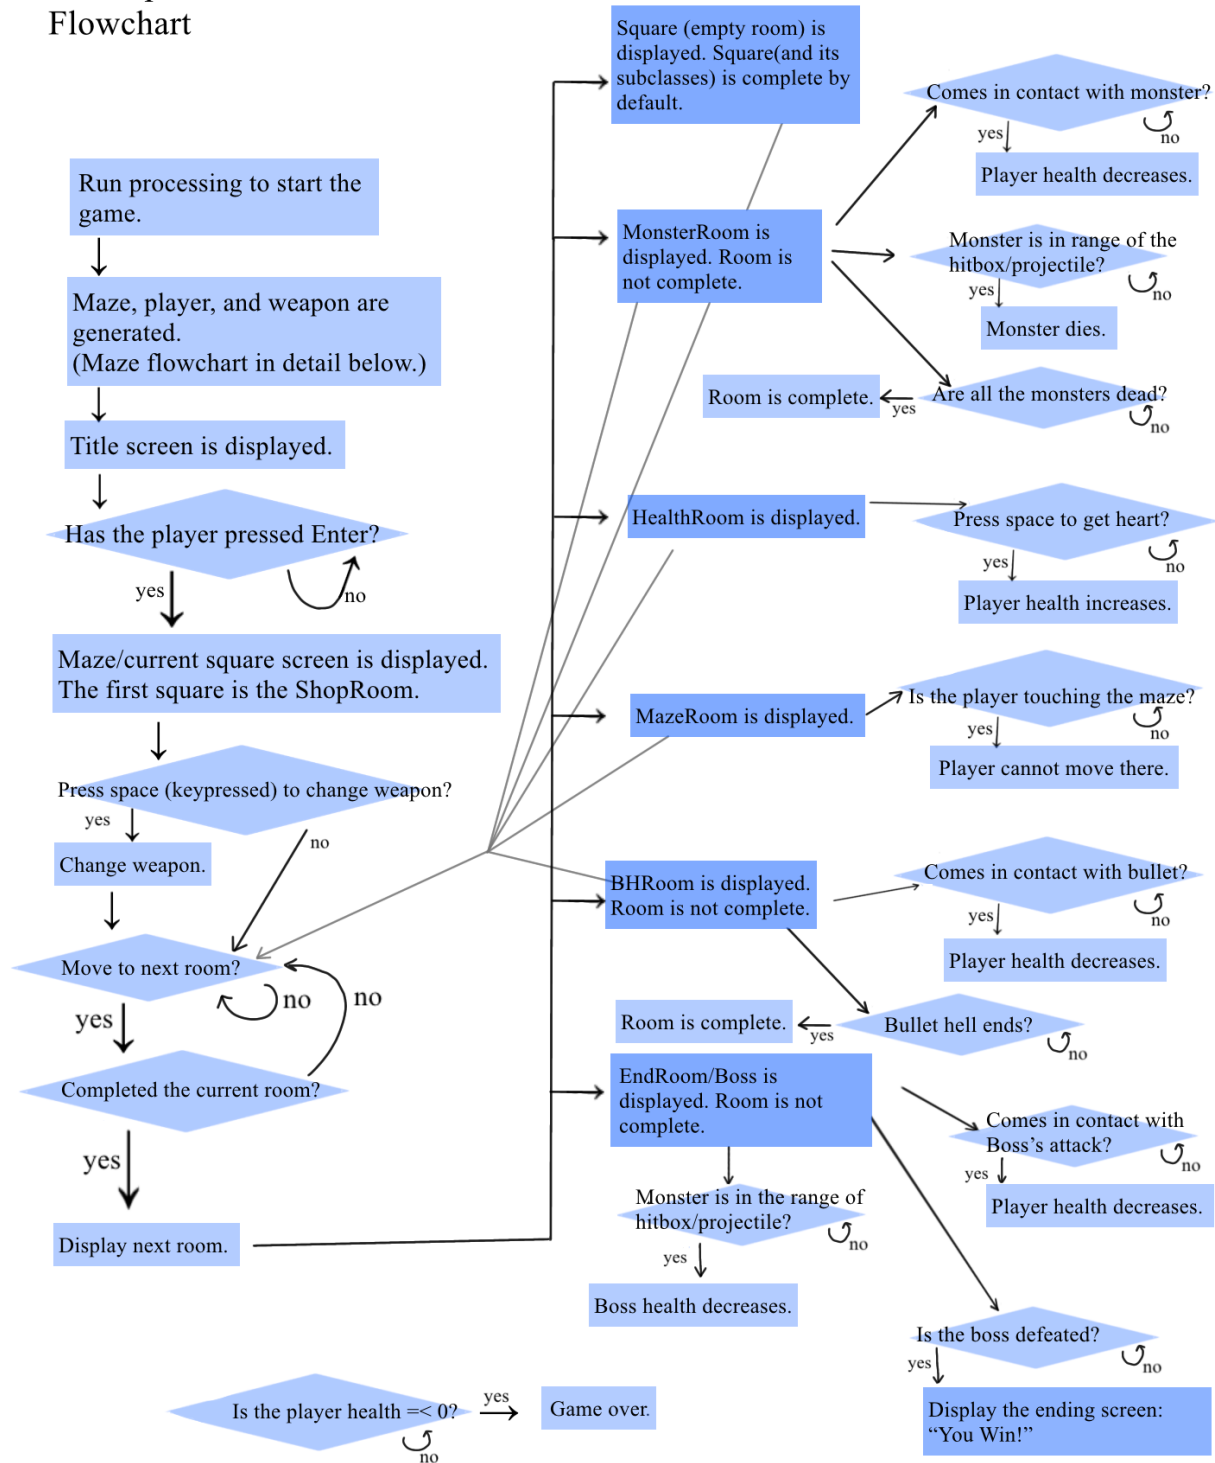 Flowchart
Run processing to start the
game.
Maze, player, and weapon are
generated.
(Maze flowchart in detail below.)
Title screen is displayed.
Has the player pressed Enter?
yes
no
Maze/current square screen is displayed.
The first square is the ShopRoom.
Press space (keypressed) to change weapon?
yes
no
Change weapon.
Move to next room?
no
no
yes
Completed the current room?
yes
Display next room.
Square (empty room) is
displayed. Square(and its
subclasses) is complete by
default.
MonsterRoom is
displayed. Room is
not complete.
Comes in contact with monster?
yes
no
Player health decreases.
Monster is in range of the
hitbox/projectile?
yes
no
Monster dies.
Are all the monsters dead?
yes
no
Room is complete.
HealthRoom is displayed.
Press space to get heart?
yes
no
Player health increases.
MazeRoom is displayed.
Is the player touching the maze?
yes
no
Player cannot move there.
BHRoom is displayed.
Room is not complete.
Comes in contact with bullet?
yes
no
Player health decreases.
Bullet hell ends?
yes
no
Room is complete.
EndRoom/Boss is
displayed. Room is not
complete.
Comes in contact with
Boss's attack?
yes
no
Player health decreases.
Monster is in the range of
hitbox/projectile?
yes
no
Boss health decreases.
Is the boss defeated?
yes
no
Display the ending screen:
“You Win!”
Is the player health =< 0?
yes
no
Game over.